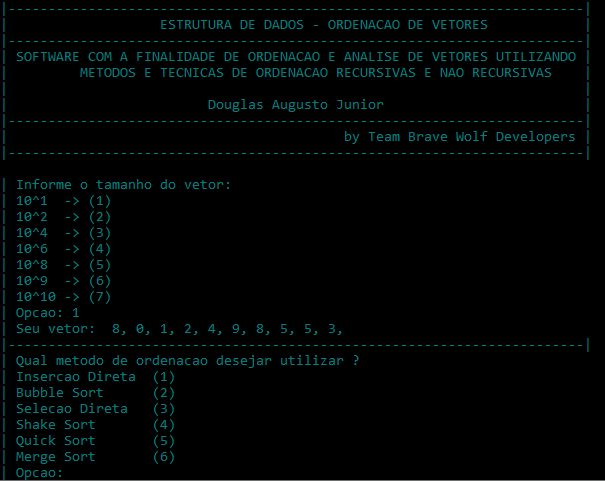 |------------------------------------------------------------------------|
| ESTRUTURA DE DADOS - ORDENACAO DE VETORES |
|------------------------------------------------------------------------|
| SOFTWARE COM A FINALIDADE DE ORDENACAO E ANALISE DE VETORES UTILIZANDO |
| METODOS E TECNICAS DE ORDENACAO RECURSIVAS E NAO RECURSIVAS |
| |
| Douglas Augusto Junior |
|------------------------------------------------------------------------|
| by Team Brave Wolf Developers |
|------------------------------------------------------------------------|
| Informe o tamanho do vetor:
| 10^1 -> (1)
| 10^2 -> (2)
| 10^4 -> (3)
| 10^6 -> (4)
| 10^8 -> (5)
| 10^9 -> (6)
| 10^10 -> (7)
| Opcao: 1
| Seu vetor: 8, 0, 1, 2, 4, 9, 8, 5, 5, 3,
|------------------------------------------------------------------------|
| Qual metodo de ordenacao desejar utilizar ?
| Insercao Direta (1)
| Bubble Sort (2)
| Selecao Direta (3)
| Shake Sort (4)
| Quick Sort (5)
| Merge Sort (6)
| Opcao: